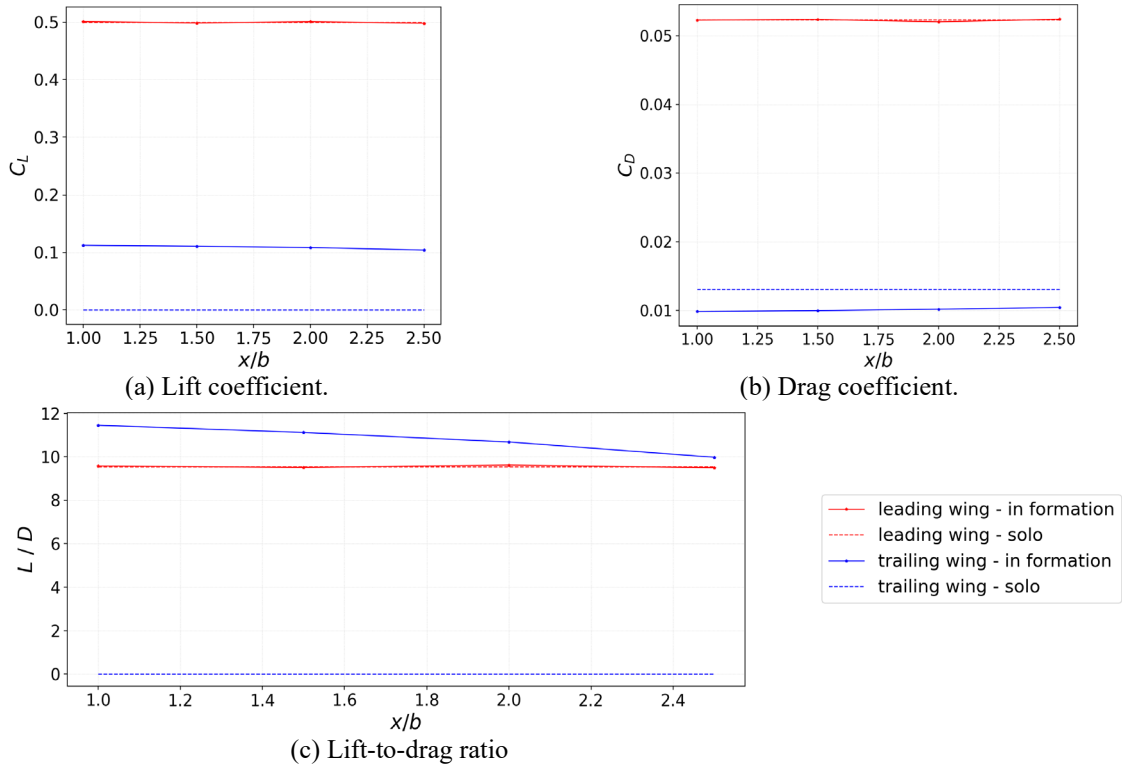 0.5
0.4
0.3
0.2
0.1
0.0
C_L
1.00 1.25 1.50 1.75 2.00 2.25 2.50
x/b
(a) Lift coefficient.
0.05
0.04
0.03
0.02
0.01
C_D
1.00 1.25 1.50 1.75 2.00 2.25 2.50
x/b
(b) Drag coefficient.
12
10
8
6
4
2
0
L / D
1.0 1.2 1.4 1.6 1.8 2.0 2.2 2.4
x/b
(c) Lift-to-drag ratio
leading wing - in formation
leading wing - solo
trailing wing - in formation
trailing wing - solo